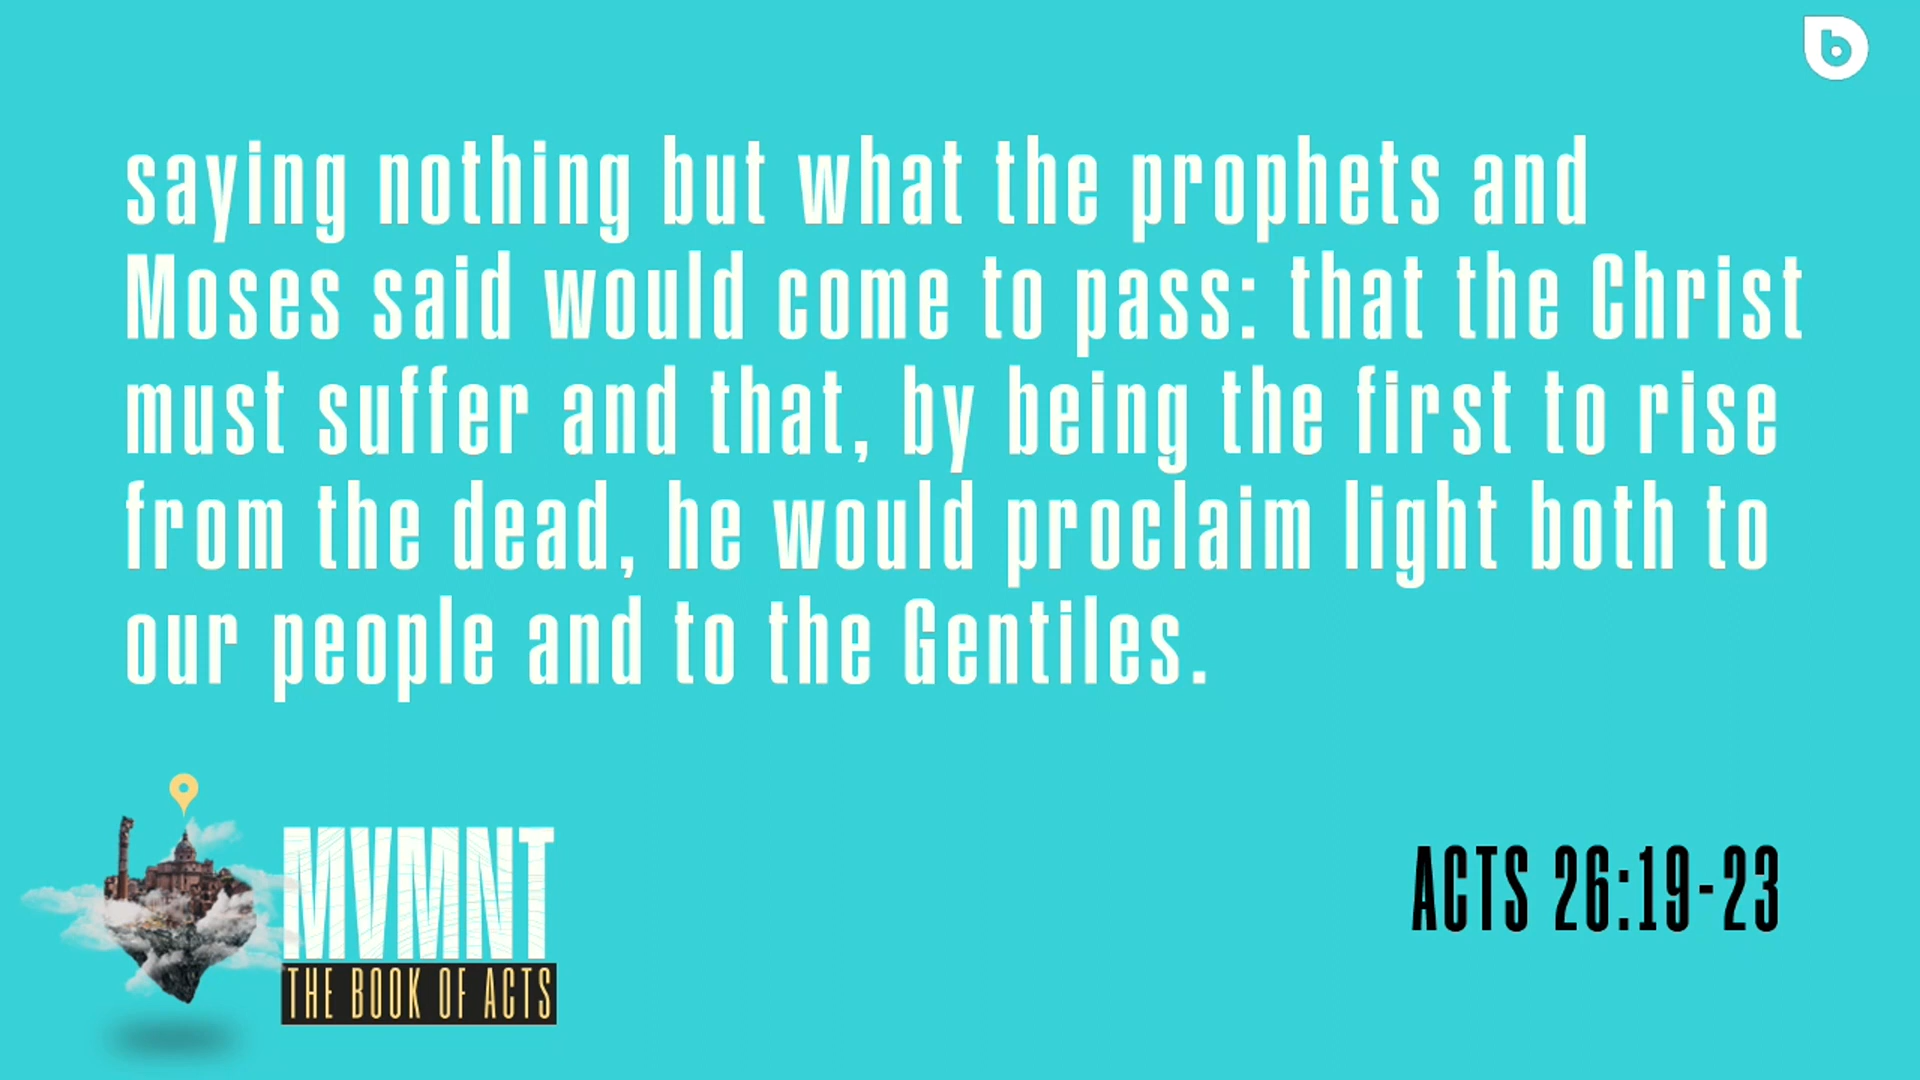 b
saying nothing but what the prophets and
Moses said would come to pass: that the Christ
must suffer and that, by being the first to rise
from the dead, he would proclaim light both to
our people and to the Gentiles.
MVMNT
THE BOOK OF ACTS
ACTS 26:19-23